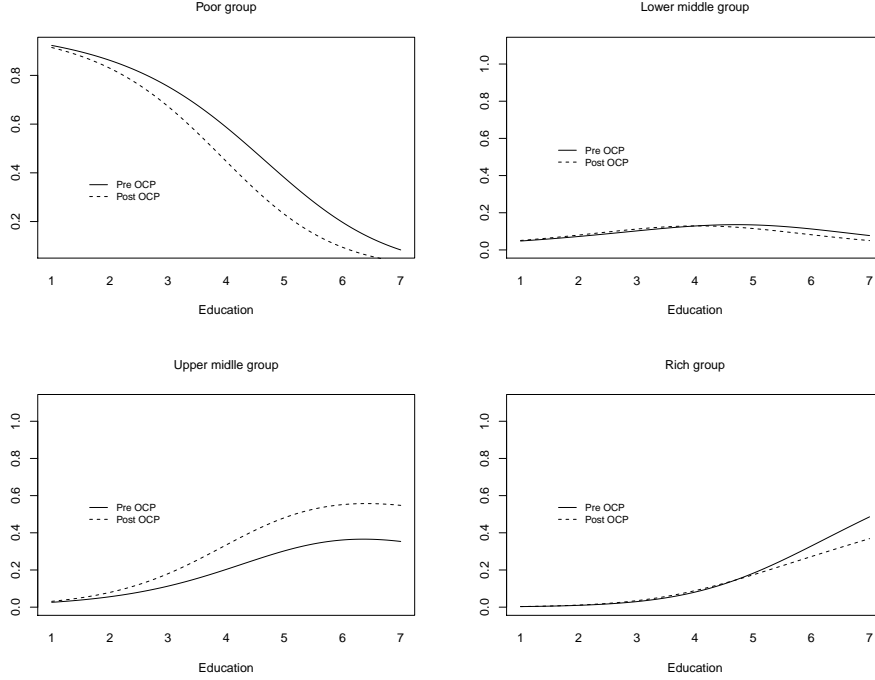 Poor group
0.2 0.4 0.6 0.8
Pre OCP
Post OCP
1 2 3 4 5 6 7
Education
Lower middle group
0.0 0.2 0.4 0.6 0.8 1.0
Pre OCP
Post OCP
1 2 3 4 5 6 7
Education
Upper midlle group
0.0 0.2 0.4 0.6 0.8 1.0
Pre OCP
Post OCP
1 2 3 4 5 6 7
Education
Rich group
0.0 0.2 0.4 0.6 0.8 1.0
Pre OCP
Post OCP
1 2 3 4 5 6 7
Education